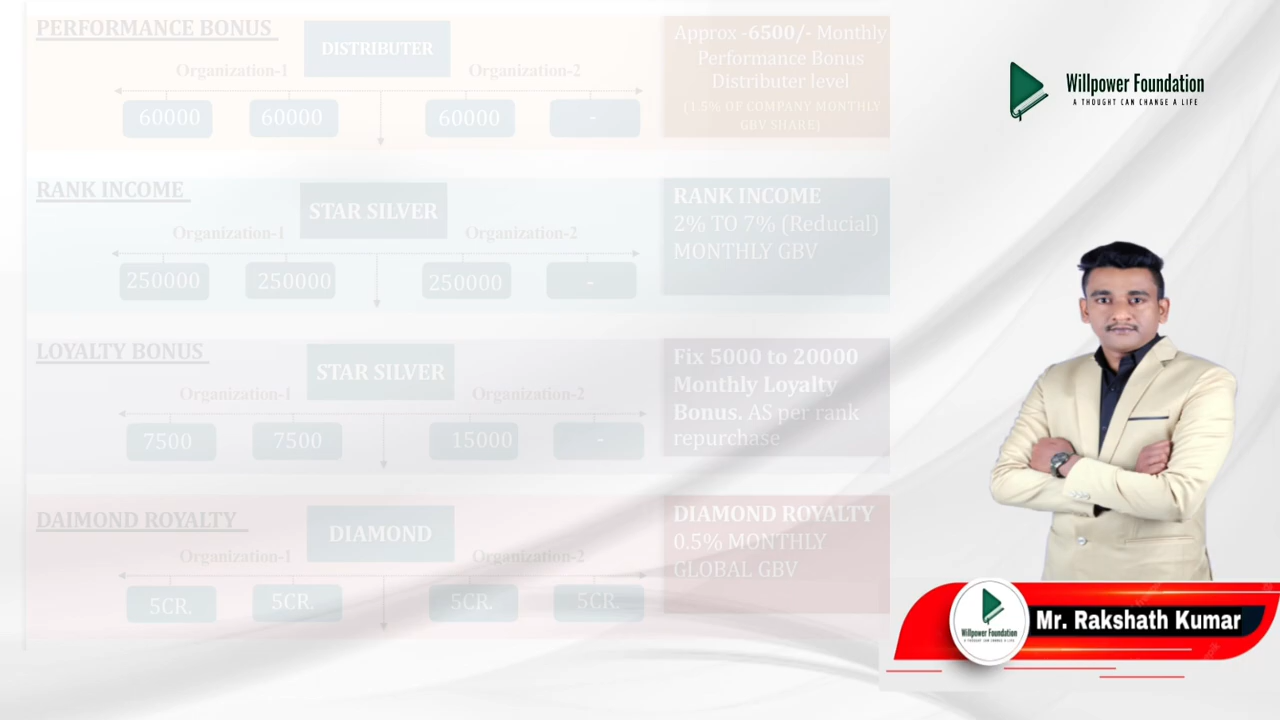 PERFORMANCE BONUS
DISTRIBUTER
Organization-1
Organization-2
60000
60000
60000
-
Approx -6500/- Monthly
Performance Bonus
Distributer level
(1.5% OF COMPANY MONTHLY
GBV SHARE)
RANK INCOME
STAR SILVER
Organization-1
Organization-2
250000
250000
250000
-
RANK INCOME
2% TO 7% (Reducial)
MONTHLY GBV
LOYALTY BONUS
STAR SILVER
Organization-1
Organization-2
7500
7500
15000
-
Fix 5000 to 20000
Monthly Loyalty
Bonus. AS per rank
repurchase
DAIMOND ROYALTY
DIAMOND
Organization-1
Organization-2
5CR.
5CR.
5CR.
5CR.
DIAMOND ROYALTY
0.5% MONTHLY
GLOBAL GBV
Willpower Foundation
A THOUGHT CAN CHANGE A LIFE
Willpower Foundation
A THOUGHT CAN CHANGE A LIFE
Mr. Rakshath Kumar